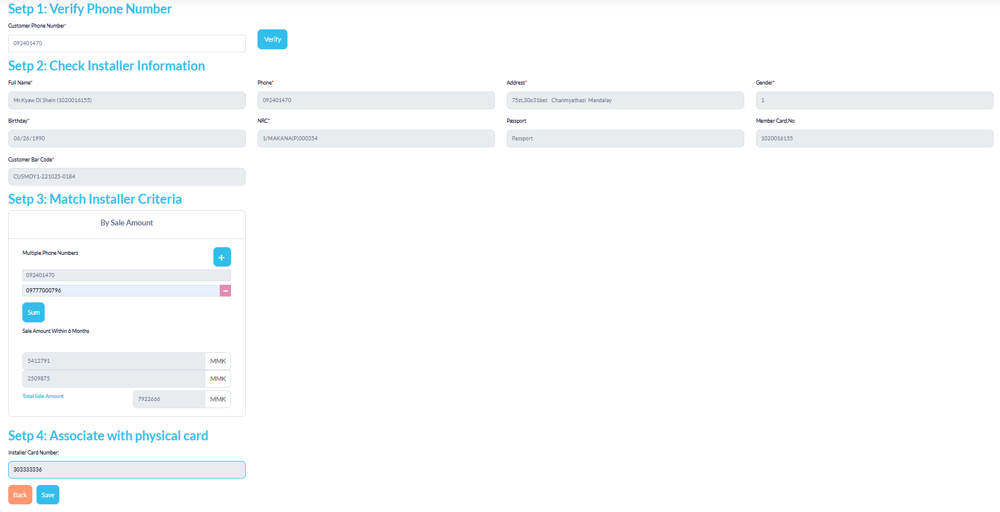 Setp 1: Verify Phone Number
Customer Phone Number*
092401470
Verify
Setp 2: Check Installer Information
Full Name* Phone* Address* Gender*
Mr.Kyaw Di Shein (1020016155) 092401470 75st,30x31bet Chanmyathazi Mandalay 1
Birthday* NRC* Passport Member Card.No
06/26/1990 1/MAKANA(P)000354 Passport 1020016155
Customer Bar Code*
CUSMDY1-221025-0184
Setp 3: Match Installer Criteria
By Sale Amount
Multiple Phone Numbers +
092401470
09777000796 −
Sum
Sale Amount Within 6 Months
5412791 MMK
2509875 MMK
Total Sale Amount 7922666 MMK
Setp 4: Associate with physical card
Installer Card Number:
303333336
Back Save